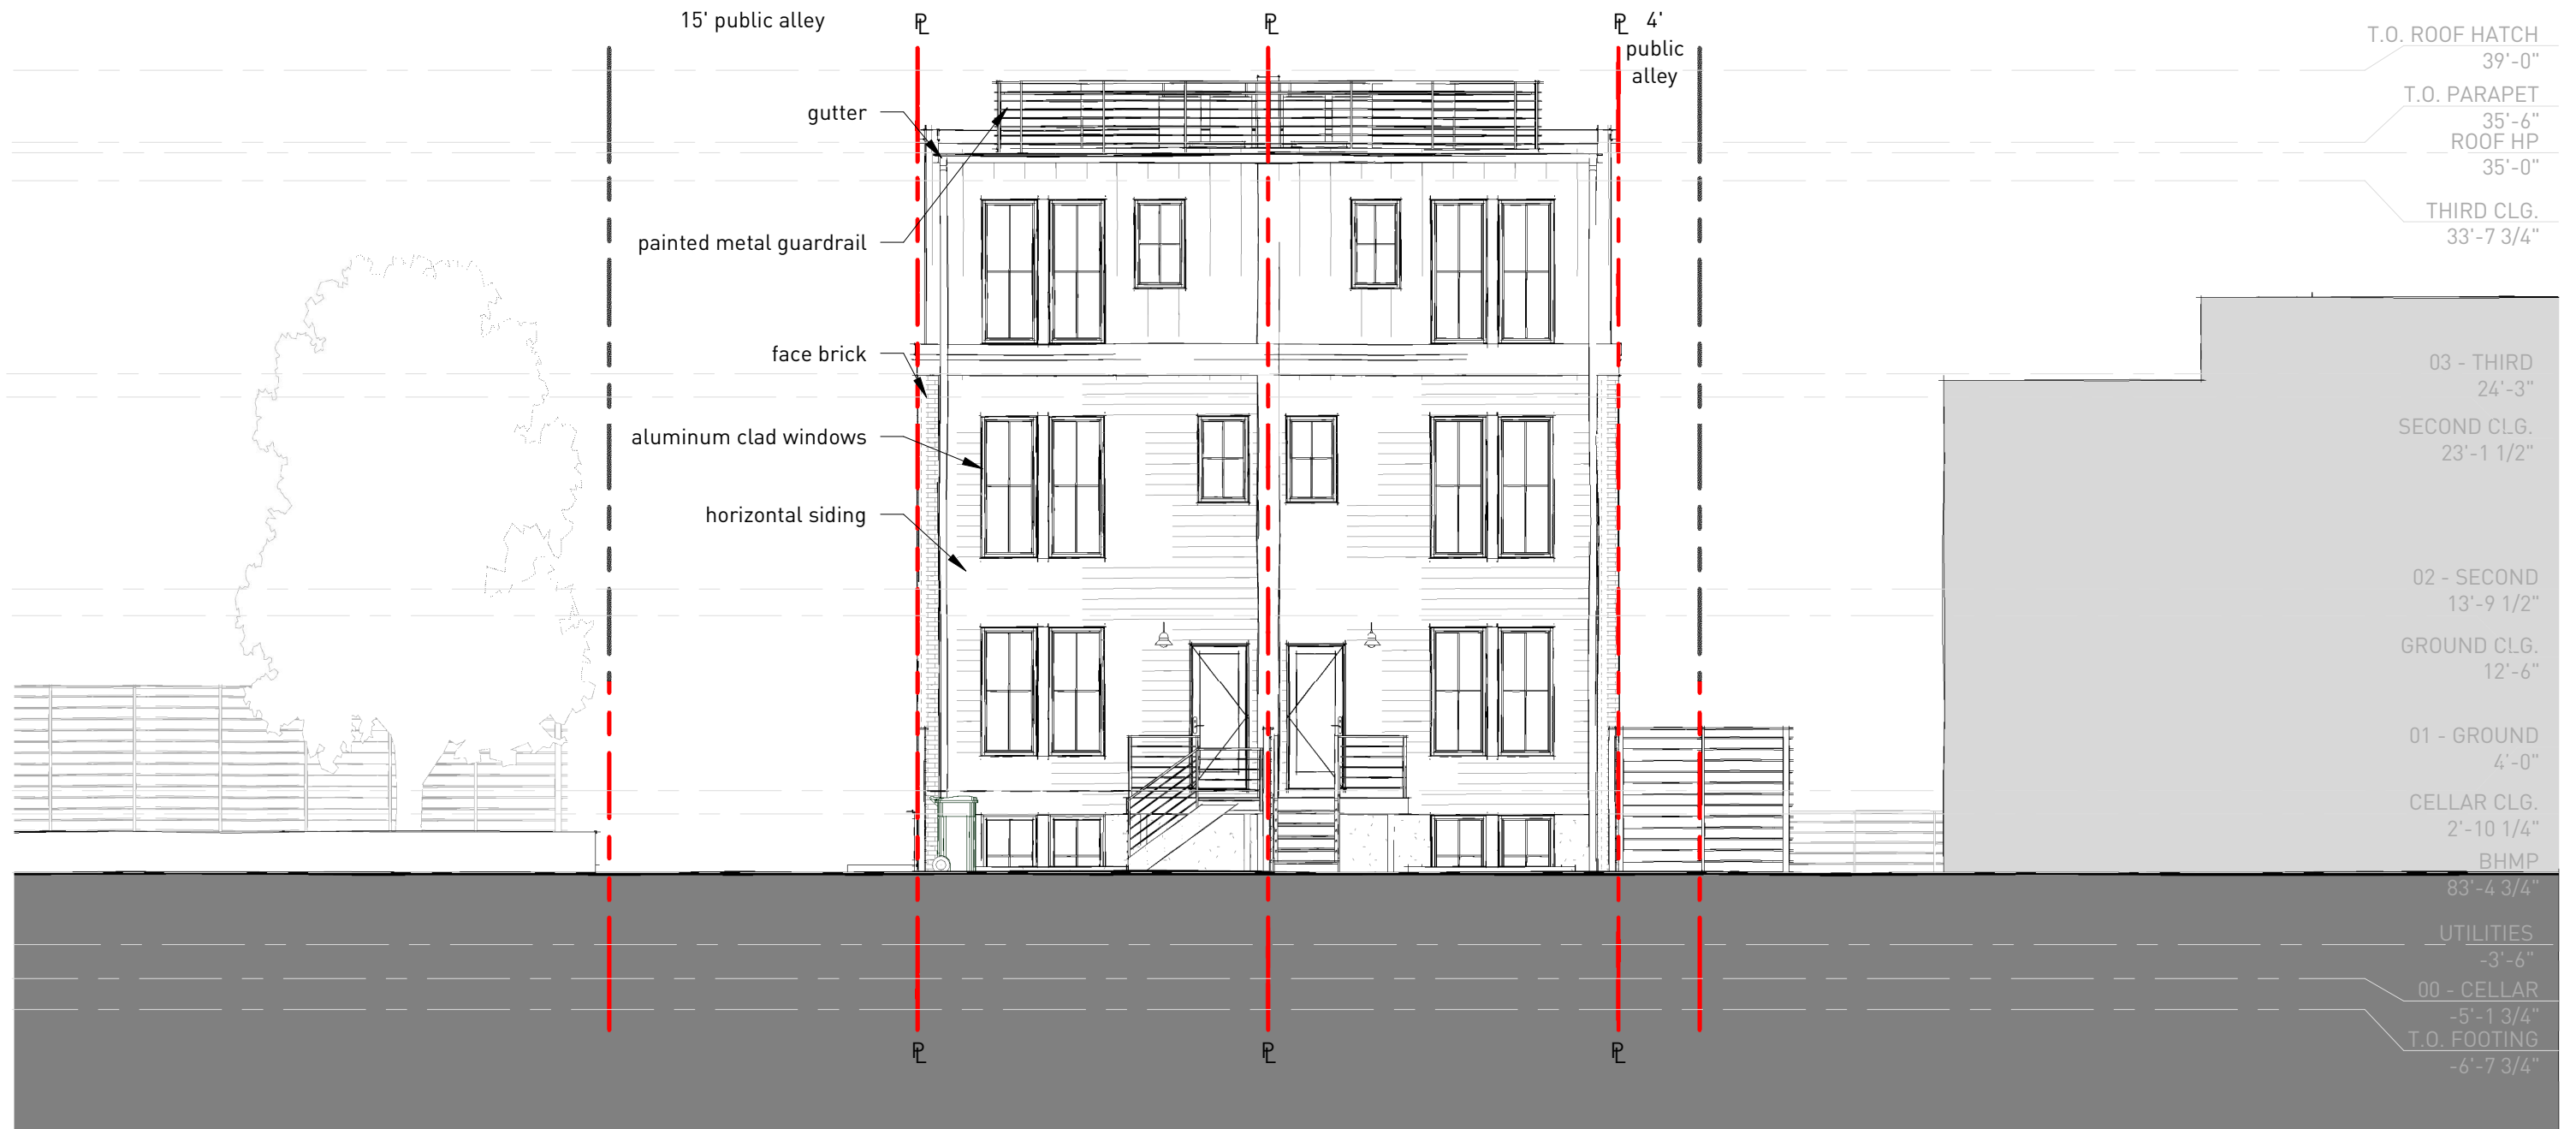 15' public alley
PL
PL
PL
4'
public
alley
gutter
painted metal guardrail
face brick
aluminum clad windows
horizontal siding
T.O. ROOF HATCH
39'-0"
T.O. PARAPET
35'-6"
ROOF HP
35'-0"
THIRD CLG.
33'-7 3/4"
03 - THIRD
24'-3"
SECOND CLG.
23'-1 1/2"
02 - SECOND
13'-9 1/2"
GROUND CLG.
12'-6"
01 - GROUND
4'-0"
CELLAR CLG.
2'-10 1/4"
BHMP
83'-4 3/4"
UTILITIES
-3'-6"
00 - CELLAR
-5'-1 3/4"
T.O. FOOTING
-6'-7 3/4"
PL
PL
PL